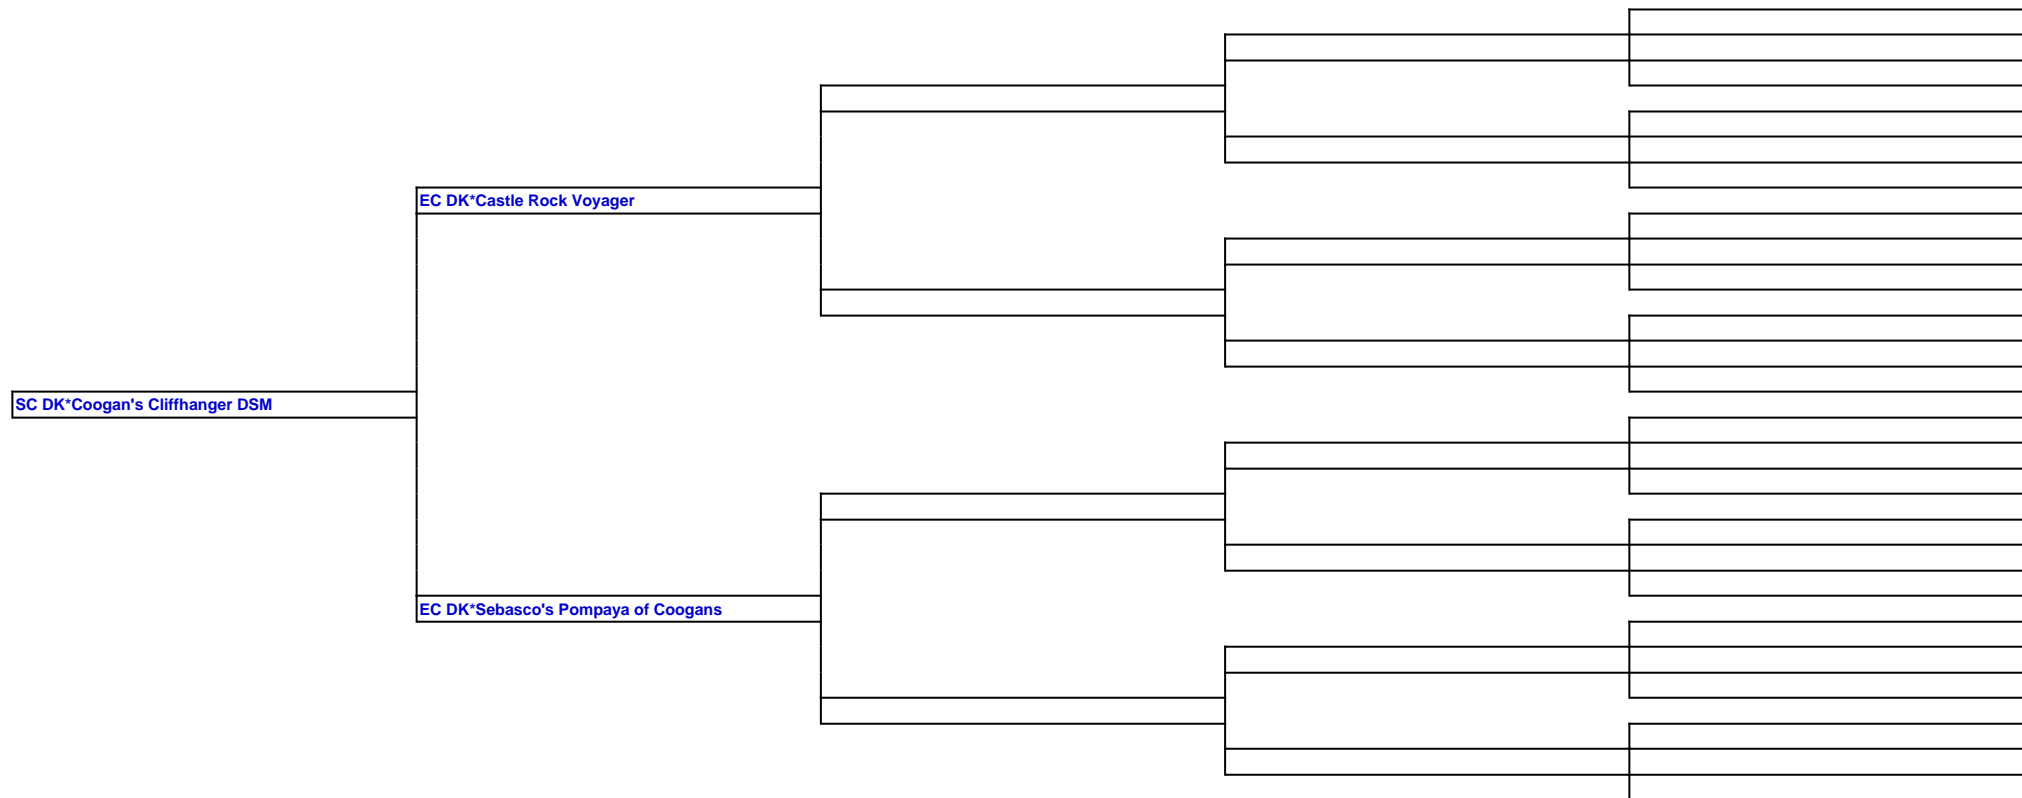 EC DK*Castle Rock Voyager
SC DK*Coogan's Cliffhanger DSM
EC DK*Sebasco's Pompaya of Coogans